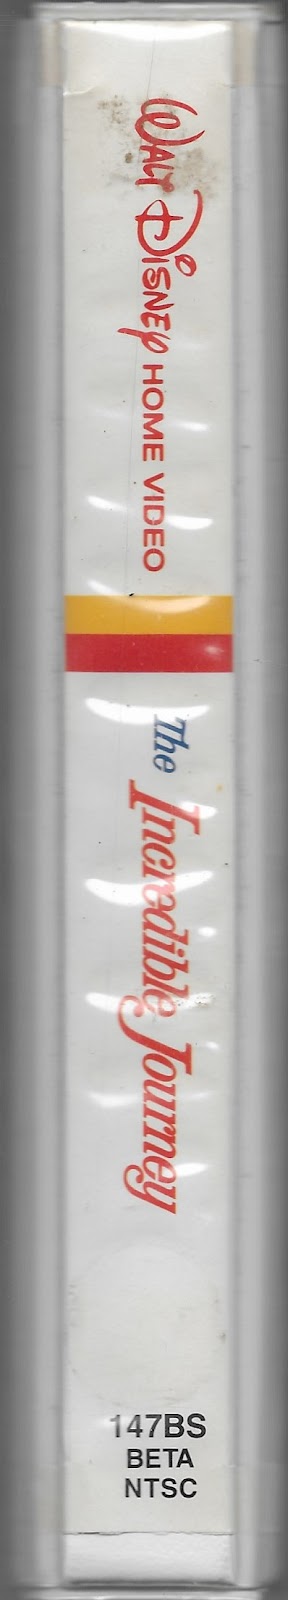 WALT DISNEY HOME VIDEO
The Incredible Journey
147BS
BETA
NTSC